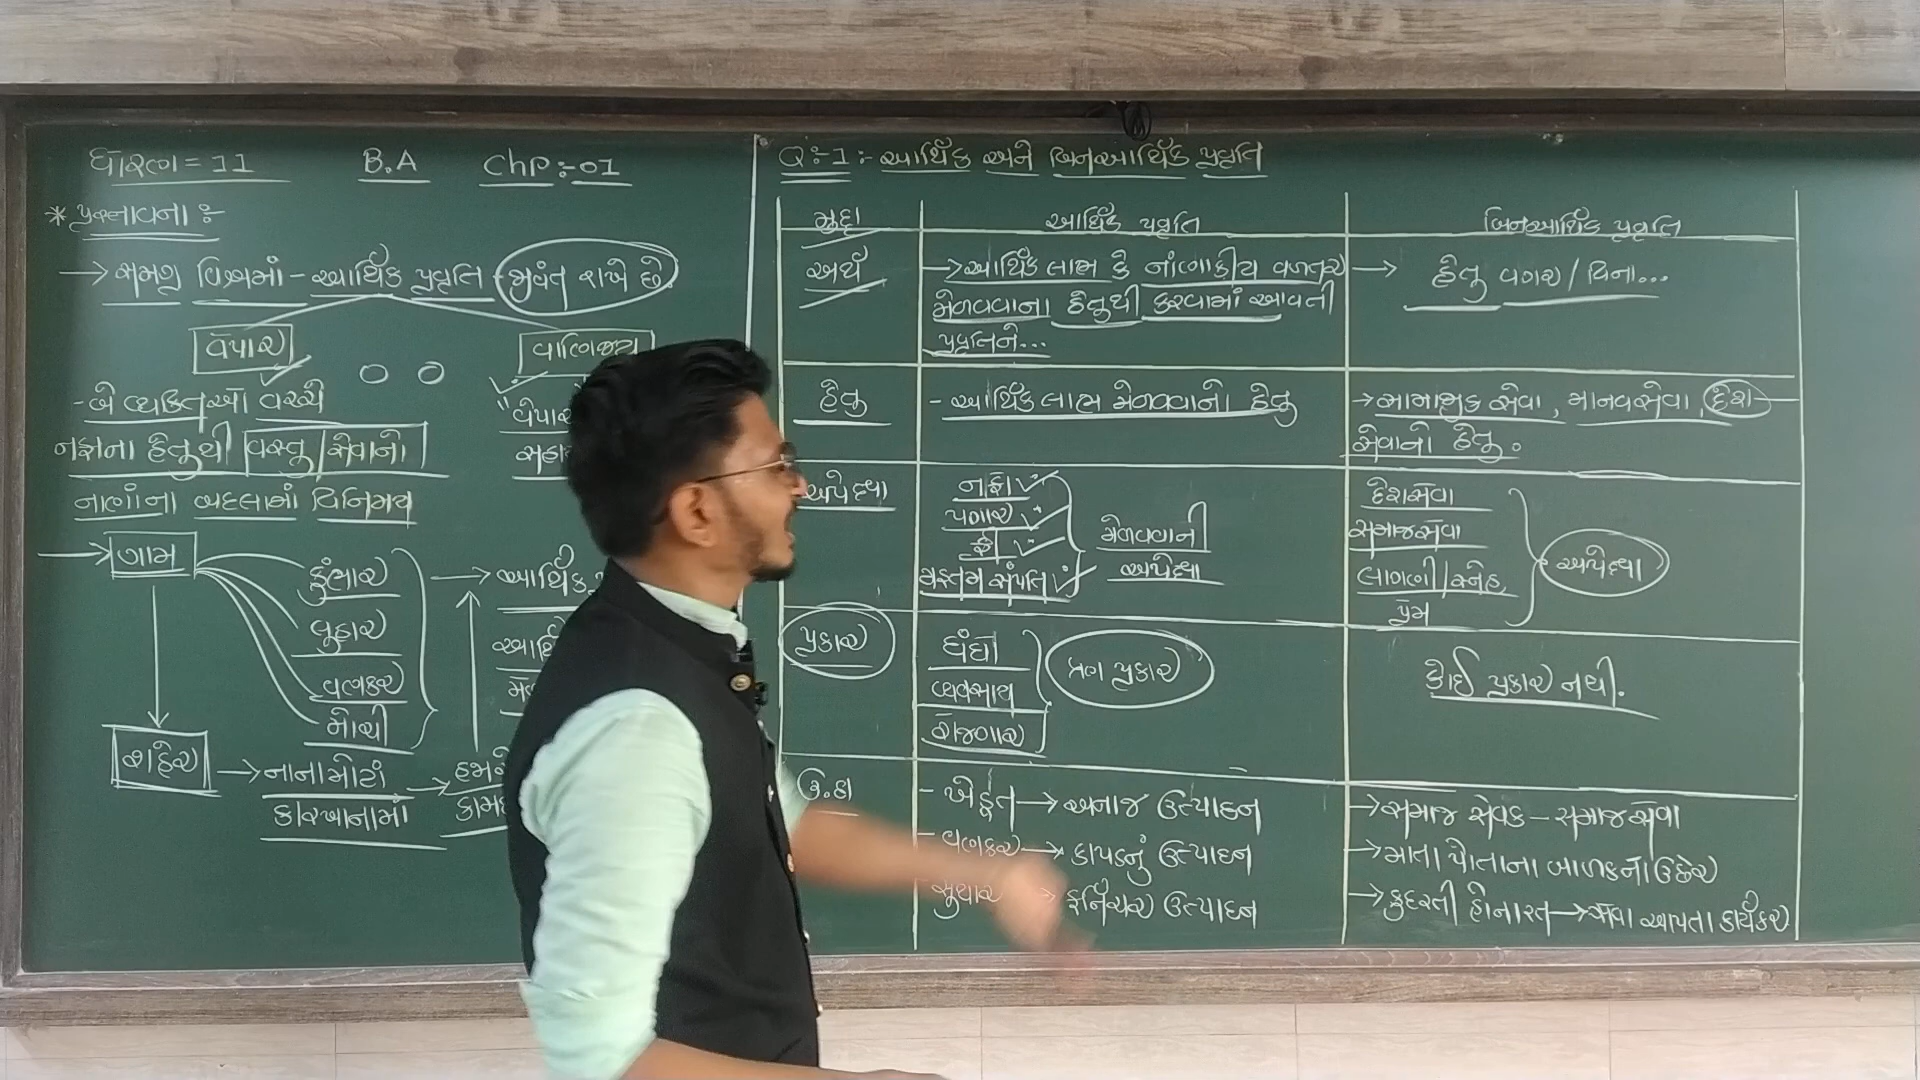 ધોરણ = 11 B.A ChP:-01
* પ્રસ્તાવના :-
→ સમગ્ર વિશ્વમાં - આર્થિક પ્રવૃતિ - જીવંત રાખે છે.
વેપાર વાણિજ્ય
- બે વ્યક્તિઓ વચ્ચે
નફાના હેતુથી વસ્તુ/સેવાનો
નાણાંના બદલામાં વિનિમય
"વેપાર
→ ગામ
કુંભાર → આર્થિક
લુહાર
વણકર
મોચી
શહેર → નાનામોટાં →
કારખાનામાં
Q:-1:- આર્થિક અને બિનઆર્થિક પ્રવૃતિ
મુદ્દા આર્થિક પ્રવૃતિ બિનઆર્થિક પ્રવૃતિ
અર્થ → આર્થિક લાભ કે નાંણાકીય વળતર → હેતુ વગર / વિના...
મેળવવાના હેતુથી કરવામાં આવતી
પ્રવૃતિને...
હેતુ - આર્થિક લાભ મેળવવાનો હેતુ → સામાજીક સેવા, માનવસેવા, દેશ-
સેવાનો હેતુ.
અપેક્ષા નફો દેશસેવા
પગાર મેળવવાની સમાજસેવા
ફી અપેક્ષા લાગણી/સ્નેહ, અપેક્ષા
મહત્તમ સંપતિ પ્રેમ
પ્રકાર ધંધો ત્રણ પ્રકાર કોઈ પ્રકાર નથી.
વ્યવસાય
રોજગાર
ઉ.દા - ખેડૂત → અનાજ ઉત્પાદન → સમાજ સેવક - સમાજસેવા
- વણકર → કાપડનું ઉત્પાદન → માતા પોતાના બાળકનો ઉછેર
સુથાર → ફર્નિચર ઉત્પાદન → કુદરતી હોનારત → સેવા આપતા કાર્યકર